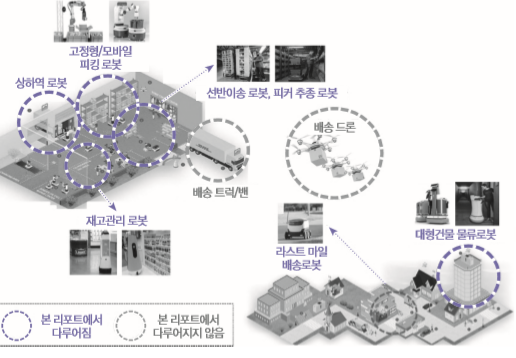 고정형/모바일
피킹 로봇
상하역 로봇
선반이송 로봇, 피커 추종 로봇
배송 드론
배송 트럭/밴
재고관리 로봇
라스트 마일
배송로봇
대형건물 물류로봇
본 리포트에서
다루어짐
본 리포트에서
다루어지지 않음